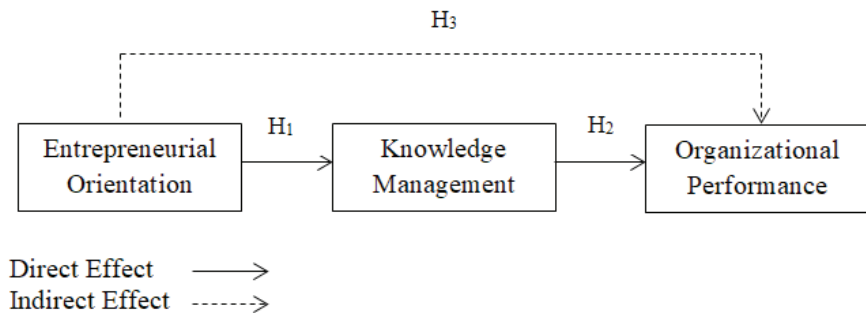 H3
H1
H2
Entrepreneurial
Orientation
Knowledge
Management
Organizational
Performance
Direct Effect
Indirect Effect